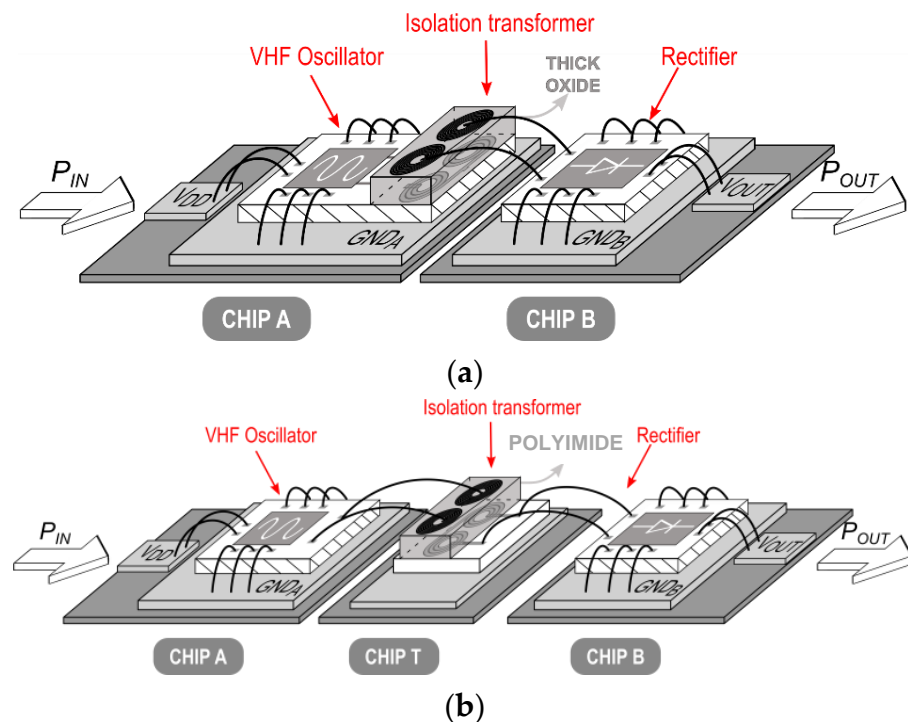 Isolation transformer
VHF Oscillator
THICK
OXIDE
Rectifier
PIN
VDD
GNDA
GNDB
VOUT
POUT
CHIP A
CHIP B
(a)
Isolation transformer
VHF Oscillator
POLYIMIDE
Rectifier
PIN
VDD
GNDA
GNDB
VOUT
POUT
CHIP A
CHIP T
CHIP B
(b)